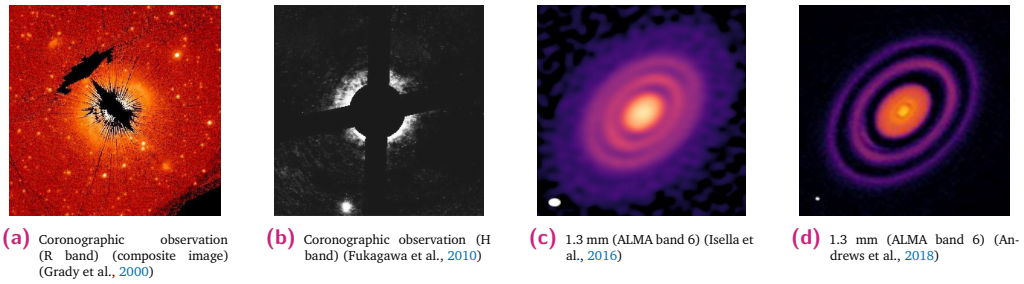 (a) Coronographic observation
(R band) (composite image)
(Grady et al., 2000)
(b) Coronographic observation (H
band) (Fukagawa et al., 2010)
(c) 1.3 mm (ALMA band 6) (Isella et
al., 2016)
(d) 1.3 mm (ALMA band 6) (An-
drews et al., 2018)